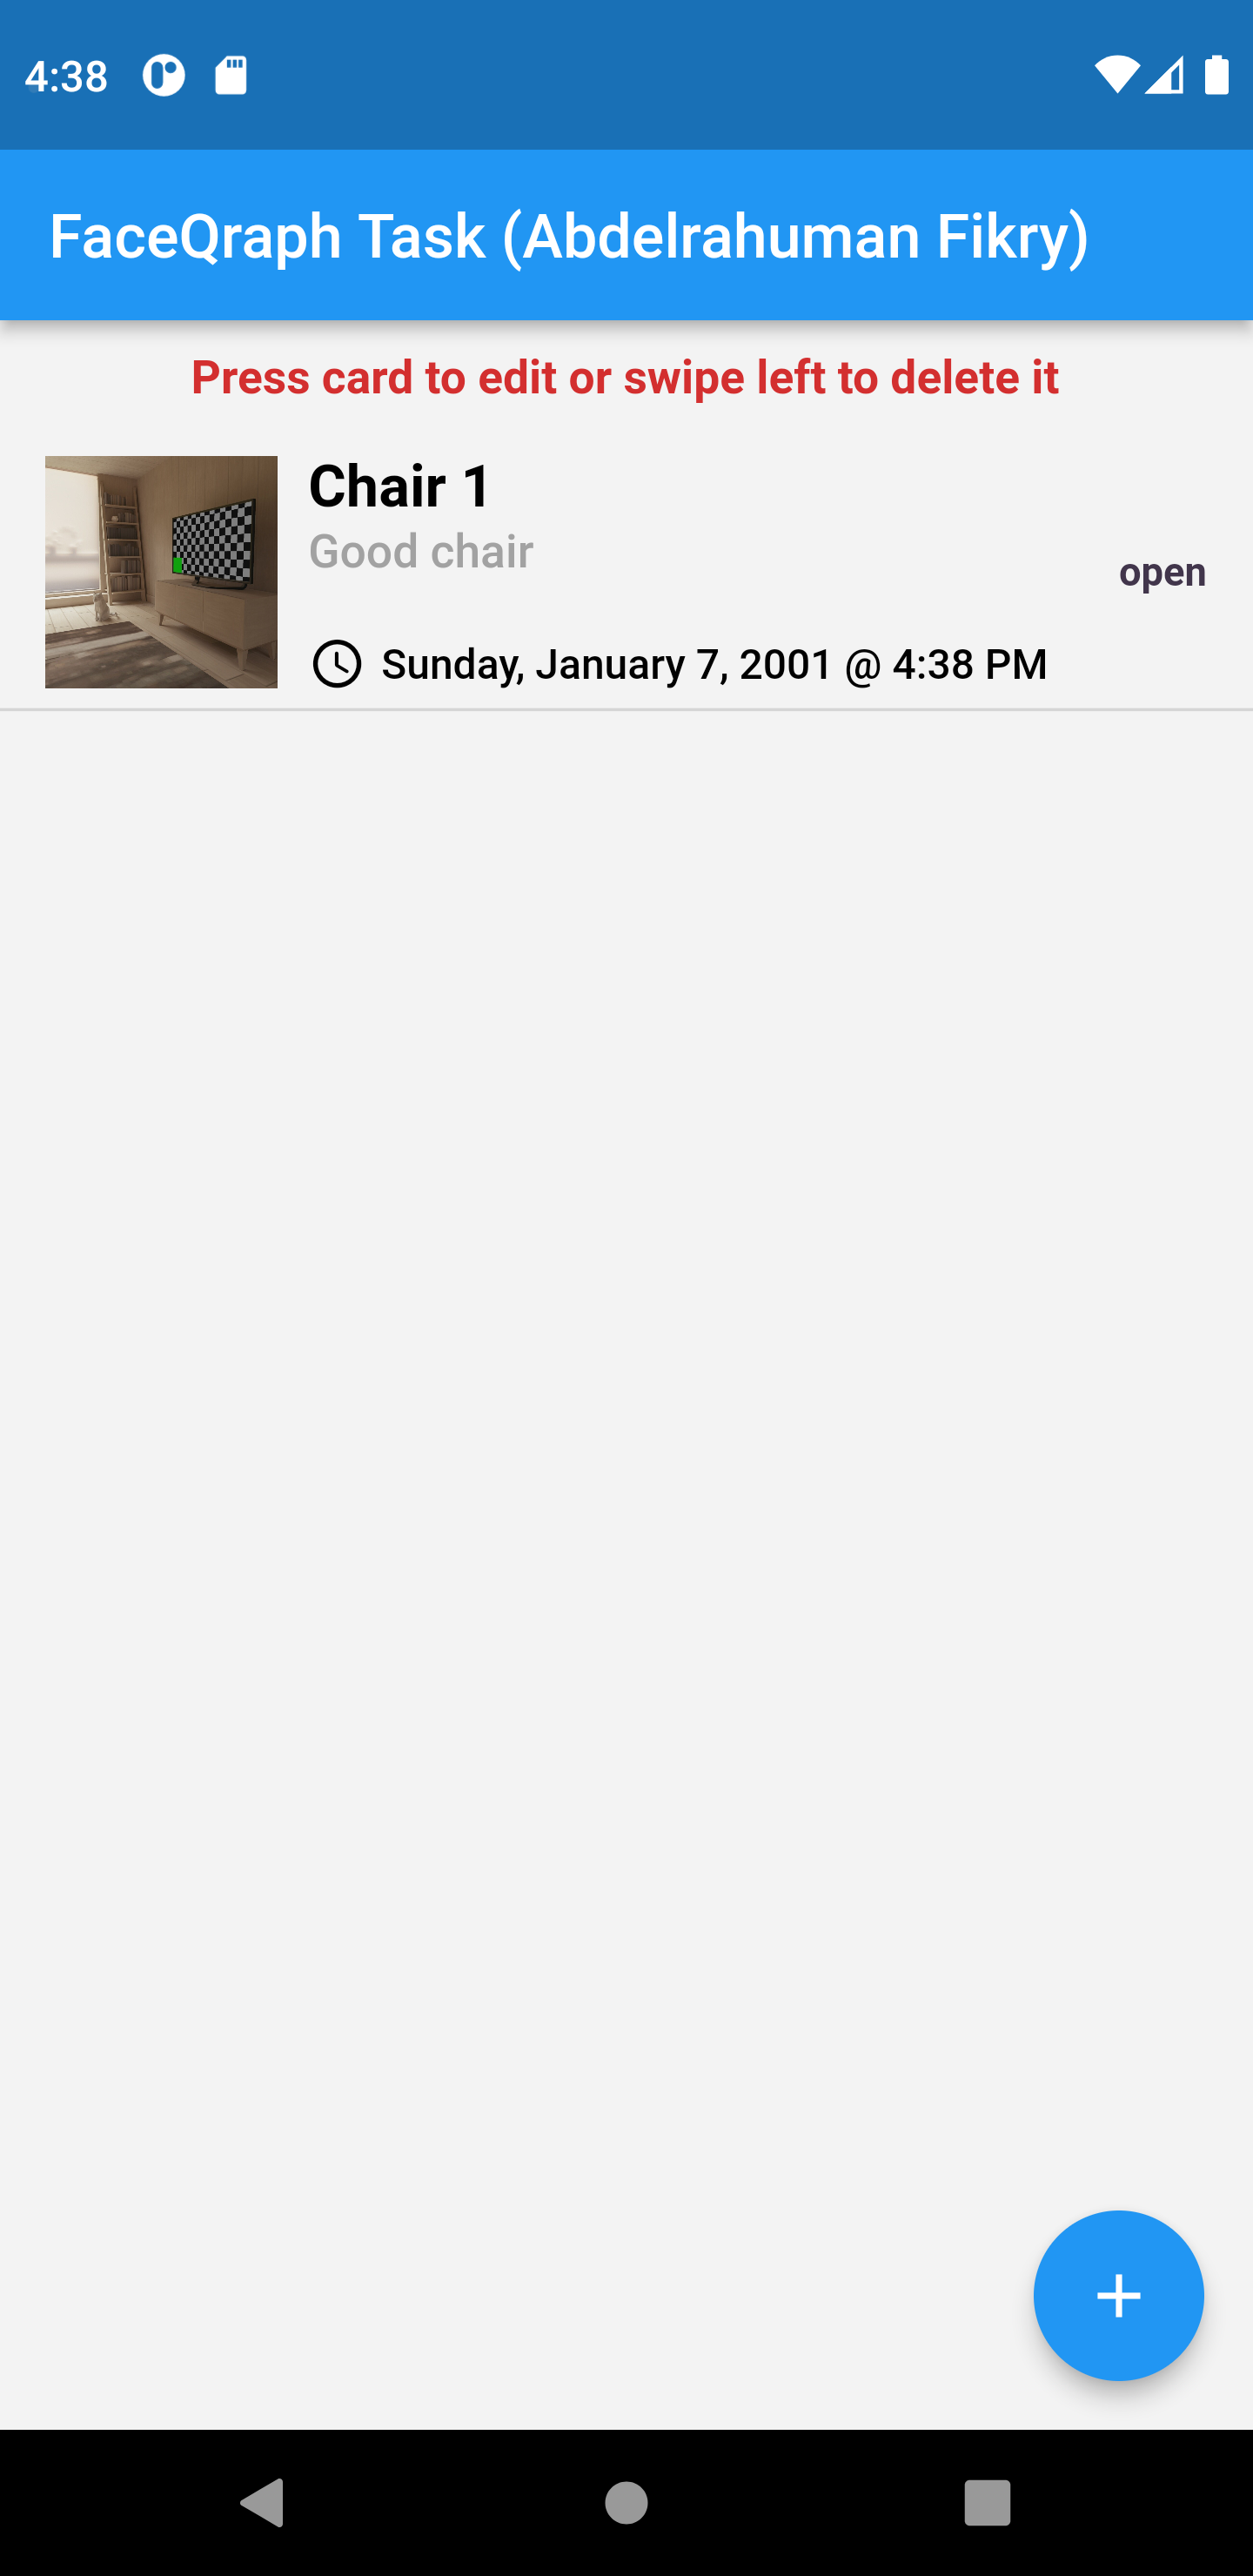 4:38
FaceQraph Task (Abdelrahuman Fikry)
Press card to edit or swipe left to delete it
Chair 1
Good chair
open
Sunday, January 7, 2001 @ 4:38 PM